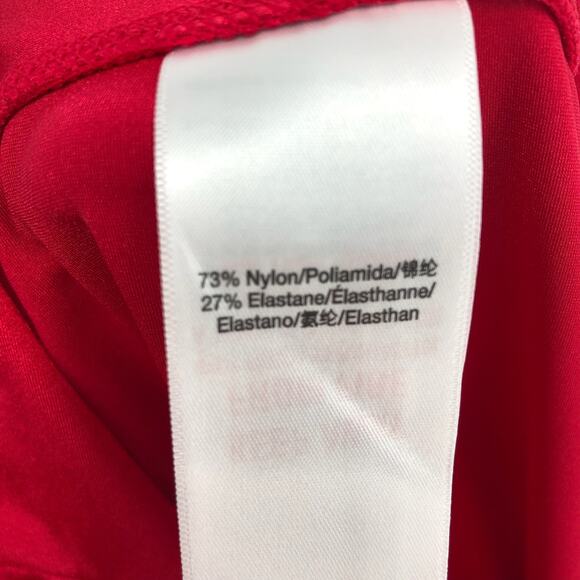 73% Nylon/Poliamida/锦纶
27% Elastane/Élasthanne/
Elastano/氨纶/Elasthan